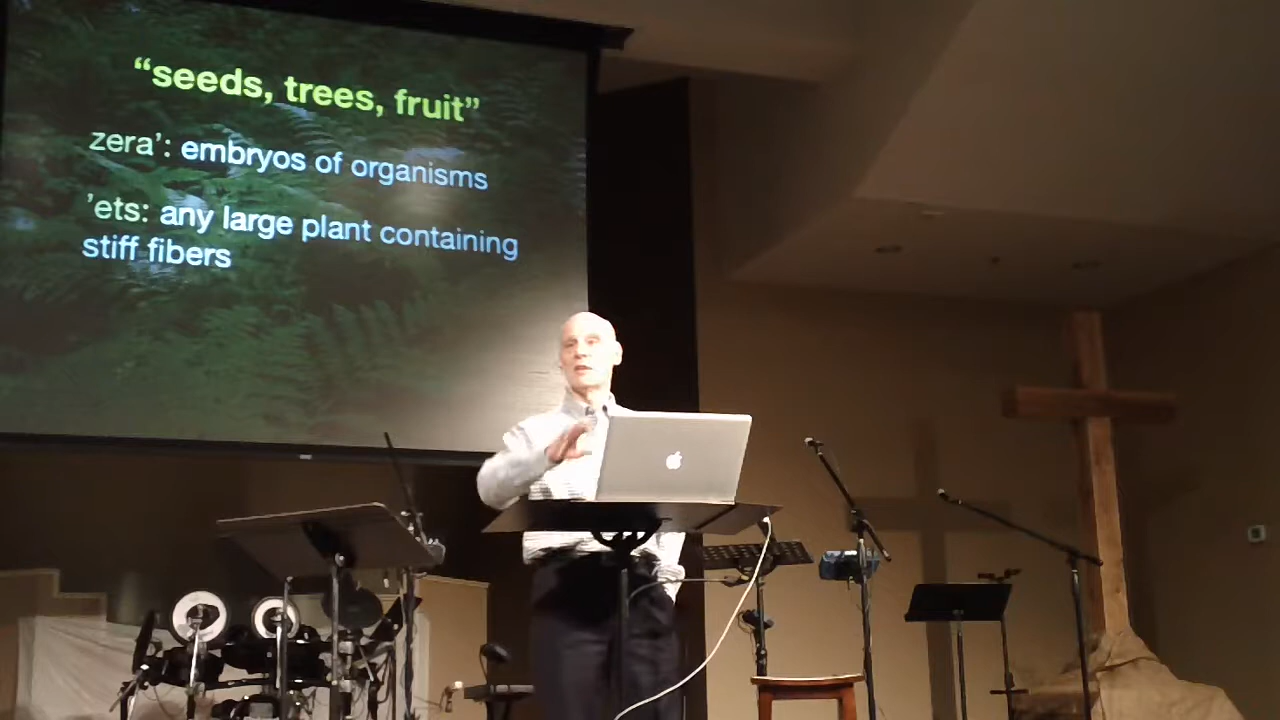 “seeds, trees, fruit”
zera’: embryos of organisms
’ets: any large plant containing
stiff fibers